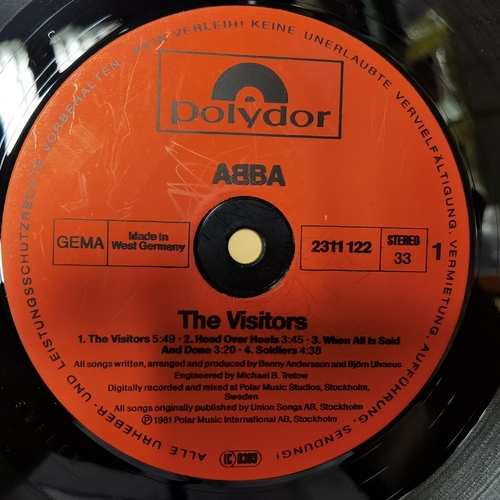 ALLE URHEBER- UND LEISTUNGSSCHUTZRECHTE VORBEHALTEN. KEIN VERLEIH! KEINE UNERLAUBTE VERVIELFÄLTIGUNG, VERMIETUNG, AUFFÜHRUNG, SENDUNG!
polydor
ABBA
GEMA
Made in
West Germany
2311 122
STEREO
33
1
The Visitors
1. The Visitors 5:49 · 2. Head Over Heels 3:45 · 3. When All Is Said
And Done 3:20 · 4. Soldiers 4:38
All songs written, arranged and produced by Benny Andersson and Björn Ulvaeus
Engineered by Michael B. Tretow
Digitally recorded and mixed at Polar Music Studios, Stockholm,
Sweden
All songs originally published by Union Songs AB, Stockholm
℗ 1981 Polar Music International AB, Stockholm
LC 0309